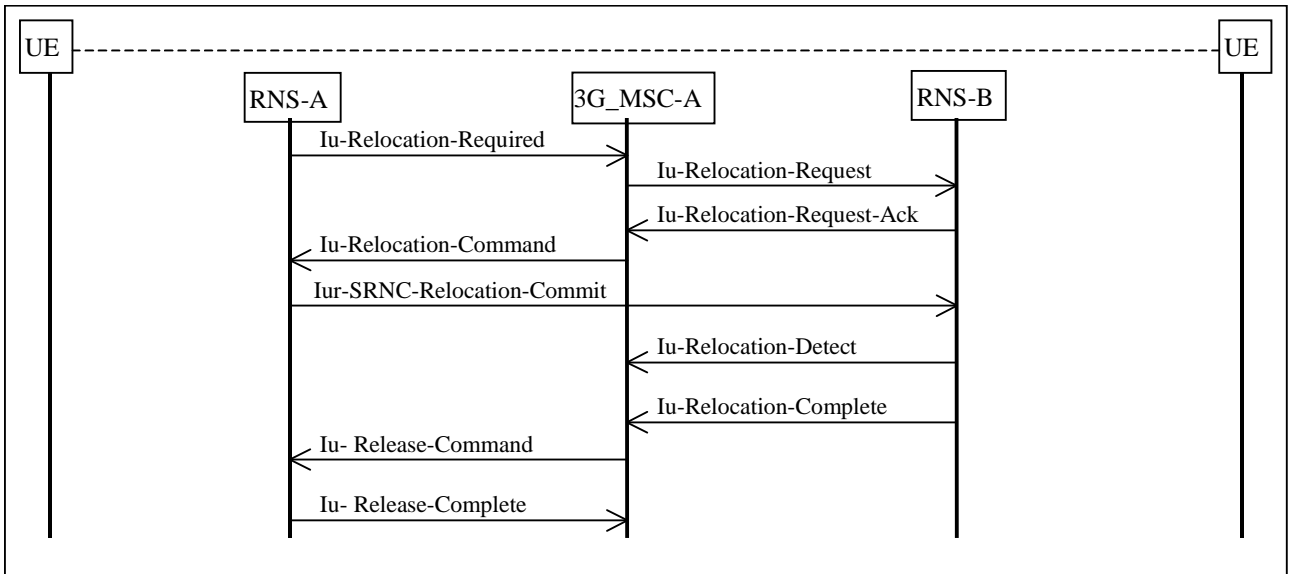 UE
UE
RNS-A
3G_MSC-A
RNS-B
Iu-Relocation-Required
Iu-Relocation-Request
Iu-Relocation-Request-Ack
Iu-Relocation-Command
Iur-SRNC-Relocation-Commit
Iu-Relocation-Detect
Iu-Relocation-Complete
Iu- Release-Command
Iu- Release-Complete